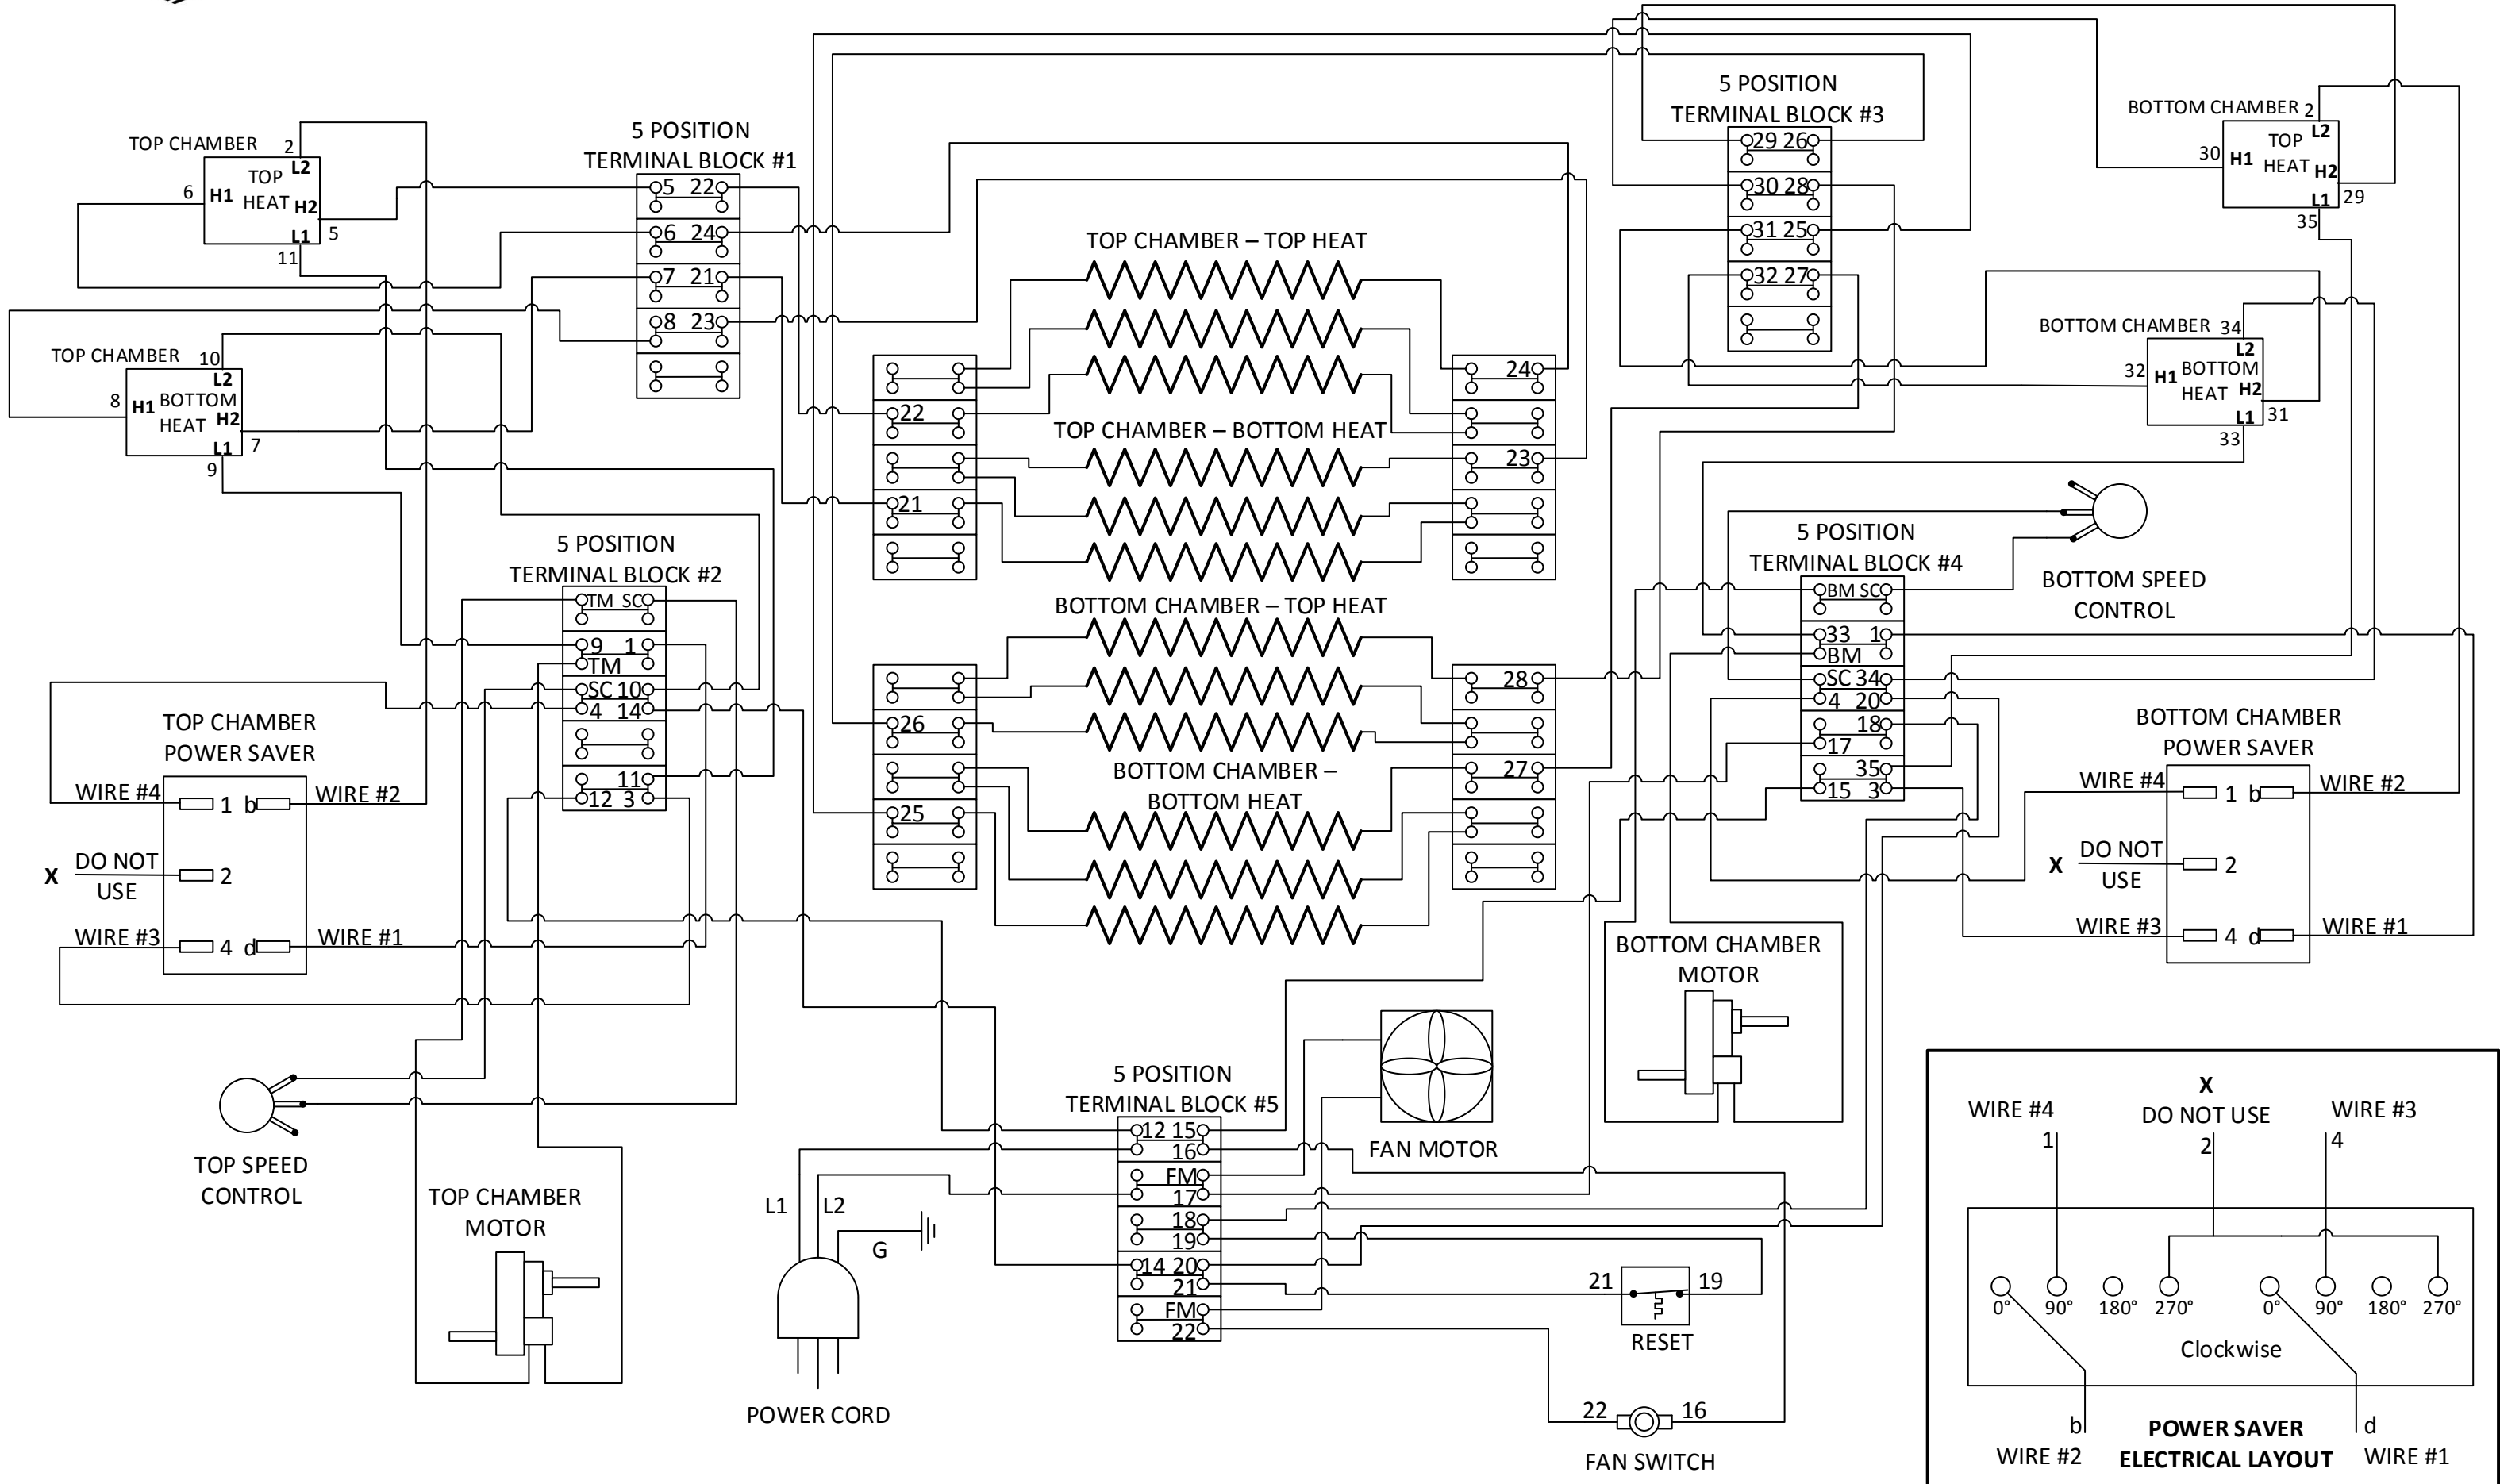 TOP CHAMBER
2
L2
TOP
HEAT
6
H1
H2
L1
5
11
TOP CHAMBER
10
L2
BOTTOM
HEAT
8
H1
H2
L1
7
9
5 POSITION
TERMINAL BLOCK #1
5 22
6 24
7 21
8 23
5 POSITION
TERMINAL BLOCK #2
TM SC
9 1
TM
SC 10
4 14
11
12 3
TOP CHAMBER
POWER SAVER
WIRE #4
1 b
WIRE #2
X
DO NOT
USE
2
WIRE #3
4 d
WIRE #1
TOP SPEED
CONTROL
TOP CHAMBER
MOTOR
TOP CHAMBER – TOP HEAT
24
22
TOP CHAMBER – BOTTOM HEAT
23
21
BOTTOM CHAMBER – TOP HEAT
28
26
BOTTOM CHAMBER –
BOTTOM HEAT
27
25
5 POSITION
TERMINAL BLOCK #3
29 26
30 28
31 25
32 27
BOTTOM CHAMBER 2
L2
TOP
HEAT
30
H1
H2
L1
29
35
BOTTOM CHAMBER 34
L2
BOTTOM
HEAT
32
H1
H2
L1
31
33
BOTTOM SPEED
CONTROL
5 POSITION
TERMINAL BLOCK #4
BM SC
33 1
BM
SC 34
4 20
18
17
35
15 3
BOTTOM CHAMBER
POWER SAVER
WIRE #4
1 b
WIRE #2
X
DO NOT
USE
2
WIRE #3
4 d
WIRE #1
BOTTOM CHAMBER
MOTOR
FAN MOTOR
5 POSITION
TERMINAL BLOCK #5
12 15
16
FM
17
18
19
14 20
21
FM
22
L1
L2
G
POWER CORD
21
19
RESET
22
16
FAN SWITCH
WIRE #4
1
X
DO NOT USE
2
WIRE #3
4
0° 90° 180° 270° 0° 90° 180° 270°
Clockwise
b
WIRE #2
POWER SAVER
ELECTRICAL LAYOUT
d
WIRE #1